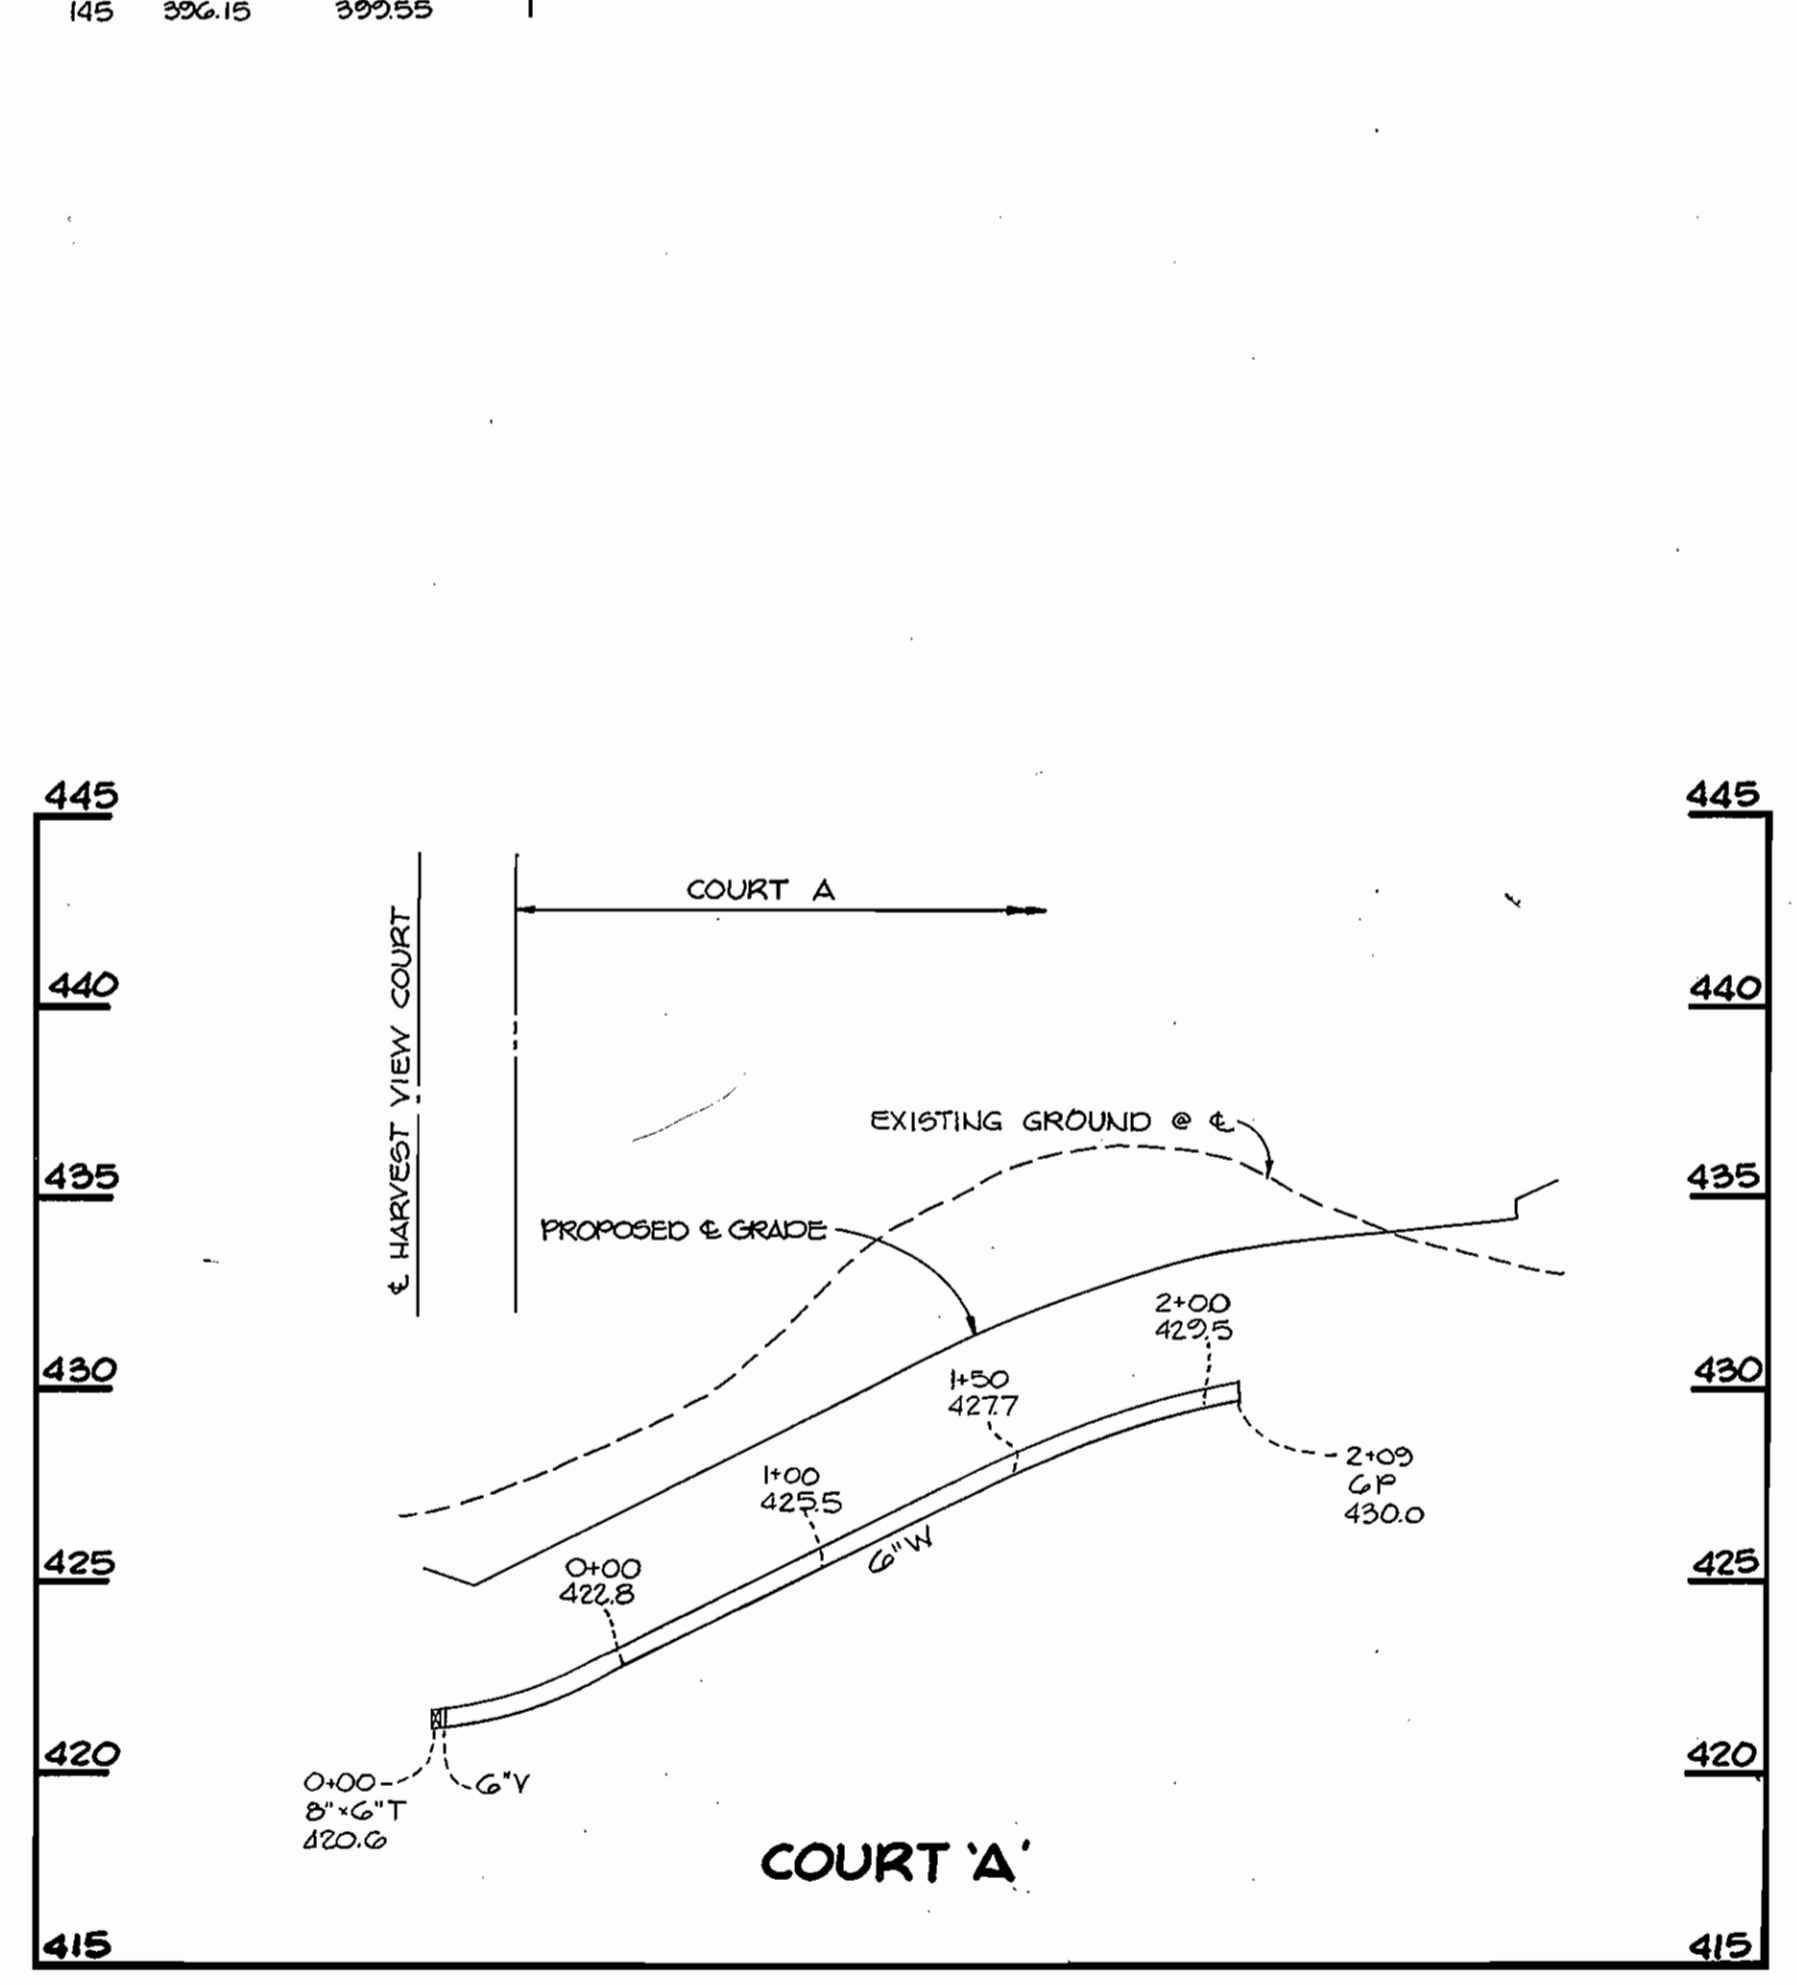 145 396.15 399.55
445
445
COURT A
440
440
℄ HARVEST VIEW COURT
EXISTING GROUND @ ℄
435
435
PROPOSED ℄ GRADE
2+00
429.5
430
430
1+50
427.7
2+09
6P
430.0
1+00
425.5
6"W
425
425
0+00
422.8
420
420
0+00
8"x6"T
420.6
6"V
COURT 'A'
415
415